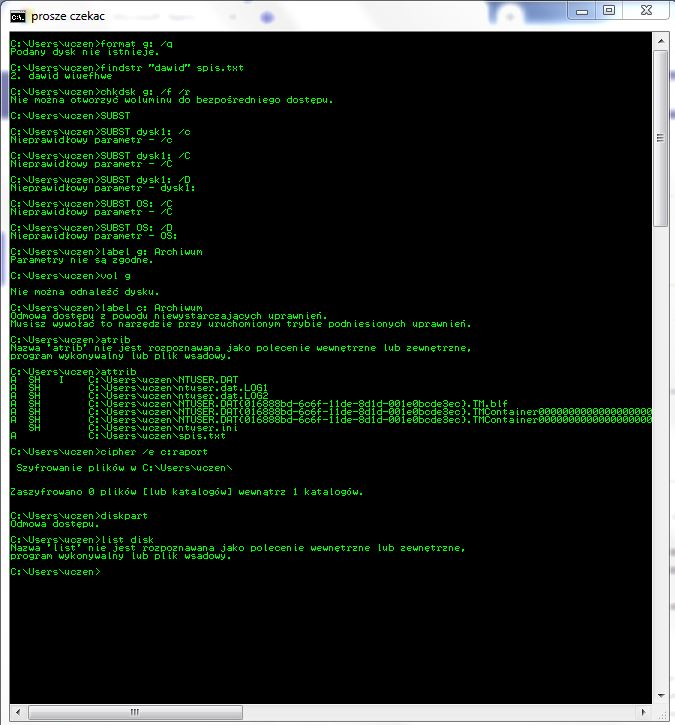 prosze czekac
C:\Users\uczen>format g: /q
Podany dysk nie istnieje.
C:\Users\uczen>findstr "dawid" spis.txt
2. dawid wiuefhwe
C:\Users\uczen>chkdsk g: /f /r
Nie można otworzyć woluminu do bezpośredniego dostępu.
C:\Users\uczen>SUBST
C:\Users\uczen>SUBST dysk1: /c
Nieprawidłowy parametr - /c
C:\Users\uczen>SUBST dysk1: /C
Nieprawidłowy parametr - /C
C:\Users\uczen>SUBST dysk1: /D
Nieprawidłowy parametr - dysk1:
C:\Users\uczen>SUBST OS: /C
Nieprawidłowy parametr - /C
C:\Users\uczen>SUBST OS: /D
Nieprawidłowy parametr - OS:
C:\Users\uczen>label g: Archiwum
Parametry nie są zgodne.
C:\Users\uczen>vol g
Nie można odnaleźć dysku.
C:\Users\uczen>label c: Archiwum
Odmowa dostępu z powodu niewystarczających uprawnień.
Musisz wywołać to narzędzie przy uruchomionym trybie podniesionych uprawnień.
C:\Users\uczen>atrib
Nazwa 'atrib' nie jest rozpoznawana jako polecenie wewnętrzne lub zewnętrzne,
program wykonywalny lub plik wsadowy.
C:\Users\uczen>attrib
A  SH   I    C:\Users\uczen\NTUSER.DAT
A  SH        C:\Users\uczen\ntuser.dat.LOG1
A  SH        C:\Users\uczen\ntuser.dat.LOG2
A  SH        C:\Users\uczen\NTUSER.DAT{016888bd-6c6f-11de-8d1d-001e0bcde3ec}.TM.blf
A  SH        C:\Users\uczen\NTUSER.DAT{016888bd-6c6f-11de-8d1d-001e0bcde3ec}.TMContainer0000000000000000000
A  SH        C:\Users\uczen\NTUSER.DAT{016888bd-6c6f-11de-8d1d-001e0bcde3ec}.TMContainer0000000000000000000
   SH        C:\Users\uczen\ntuser.ini
A            C:\Users\uczen\spis.txt
C:\Users\uczen>cipher /e c:raport
Szyfrowanie plików w C:\Users\uczen\
Zaszyfrowano 0 plików [lub katalogów] wewnątrz 1 katalogów.
C:\Users\uczen>diskpart
Odmowa dostępu.
C:\Users\uczen>list disk
Nazwa 'list' nie jest rozpoznawana jako polecenie wewnętrzne lub zewnętrzne,
program wykonywalny lub plik wsadowy.
C:\Users\uczen>